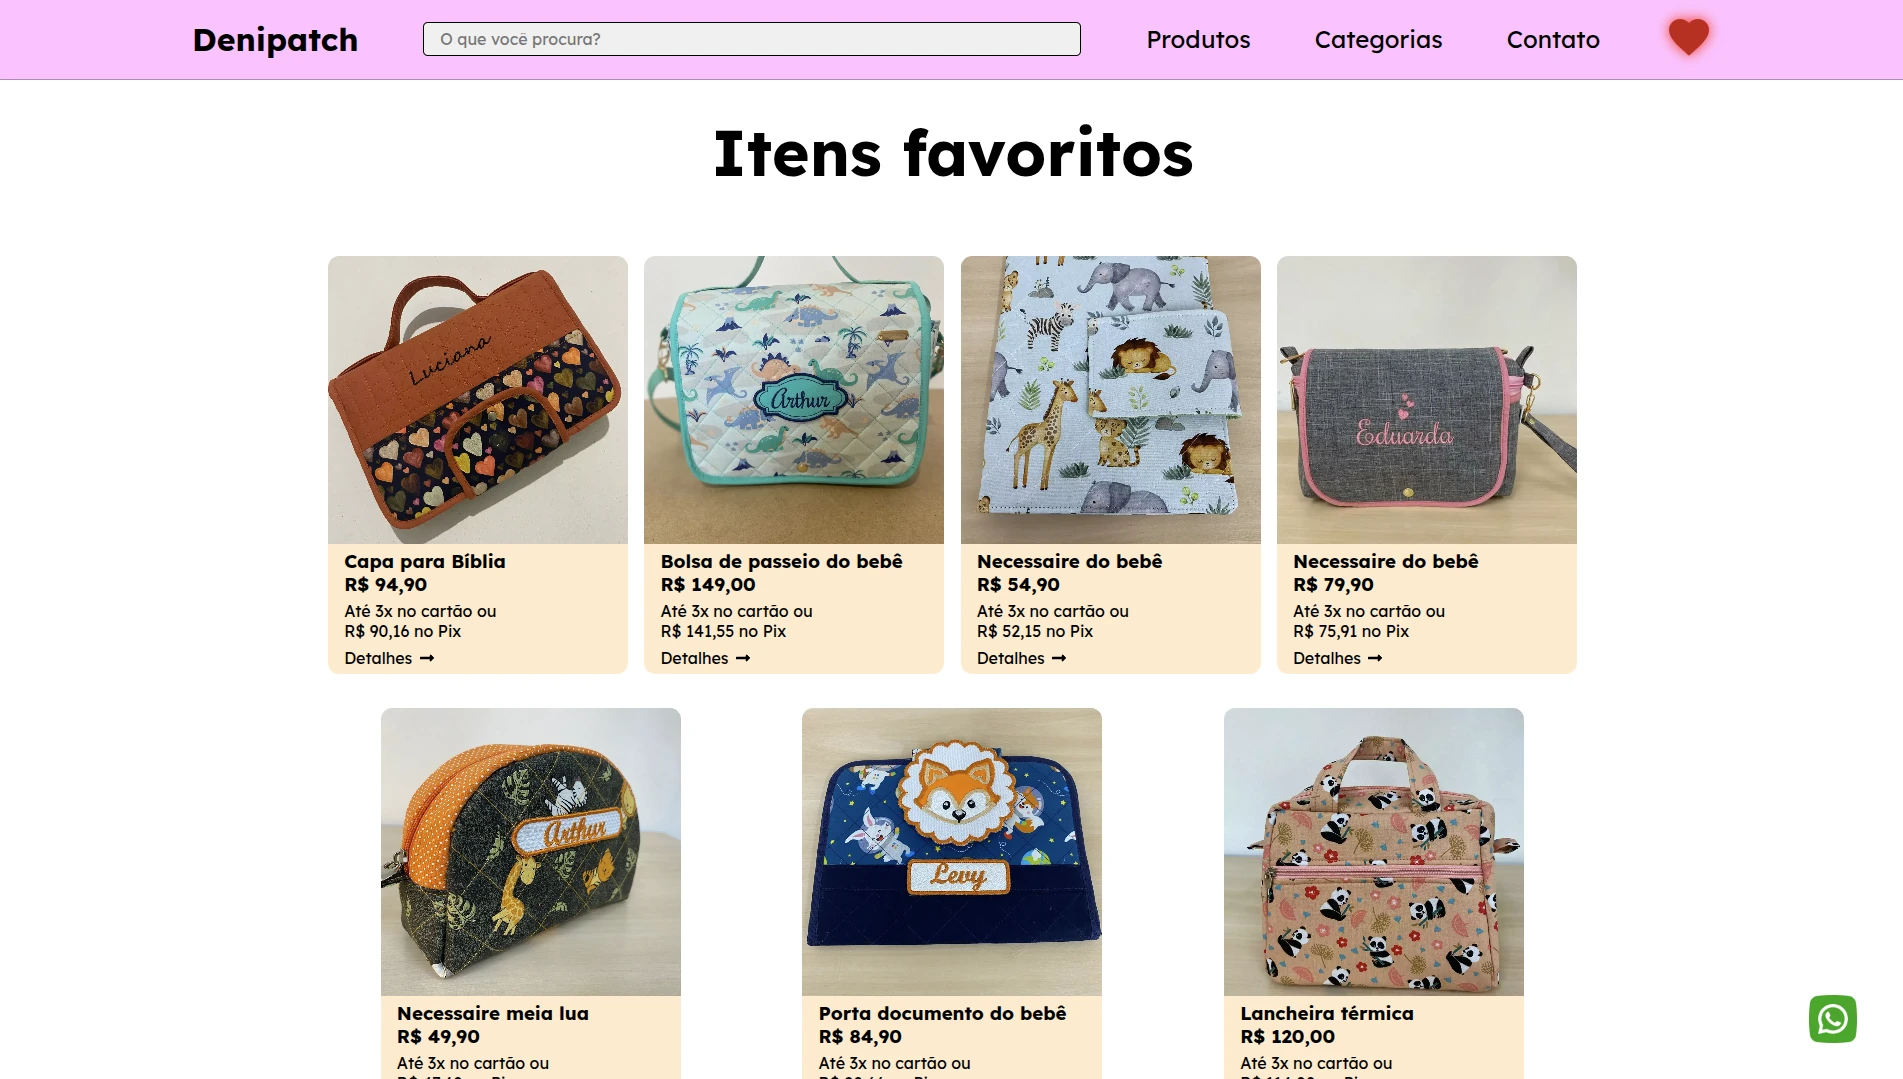 Denipatch
O que você procura?
Produtos
Categorias
Contato
Itens favoritos
Luciana
Arthur
Eduarda
Capa para Bíblia
R$ 94,90
Até 3x no cartão ou
R$ 90,16 no Pix
Detalhes ➞
Bolsa de passeio do bebê
R$ 149,00
Até 3x no cartão ou
R$ 141,55 no Pix
Detalhes ➞
Necessaire do bebê
R$ 54,90
Até 3x no cartão ou
R$ 52,15 no Pix
Detalhes ➞
Necessaire do bebê
R$ 79,90
Até 3x no cartão ou
R$ 75,91 no Pix
Detalhes ➞
Arthur
Levy
Necessaire meia lua
R$ 49,90
Até 3x no cartão ou
Porta documento do bebê
R$ 84,90
Até 3x no cartão ou
Lancheira térmica
R$ 120,00
Até 3x no cartão ou